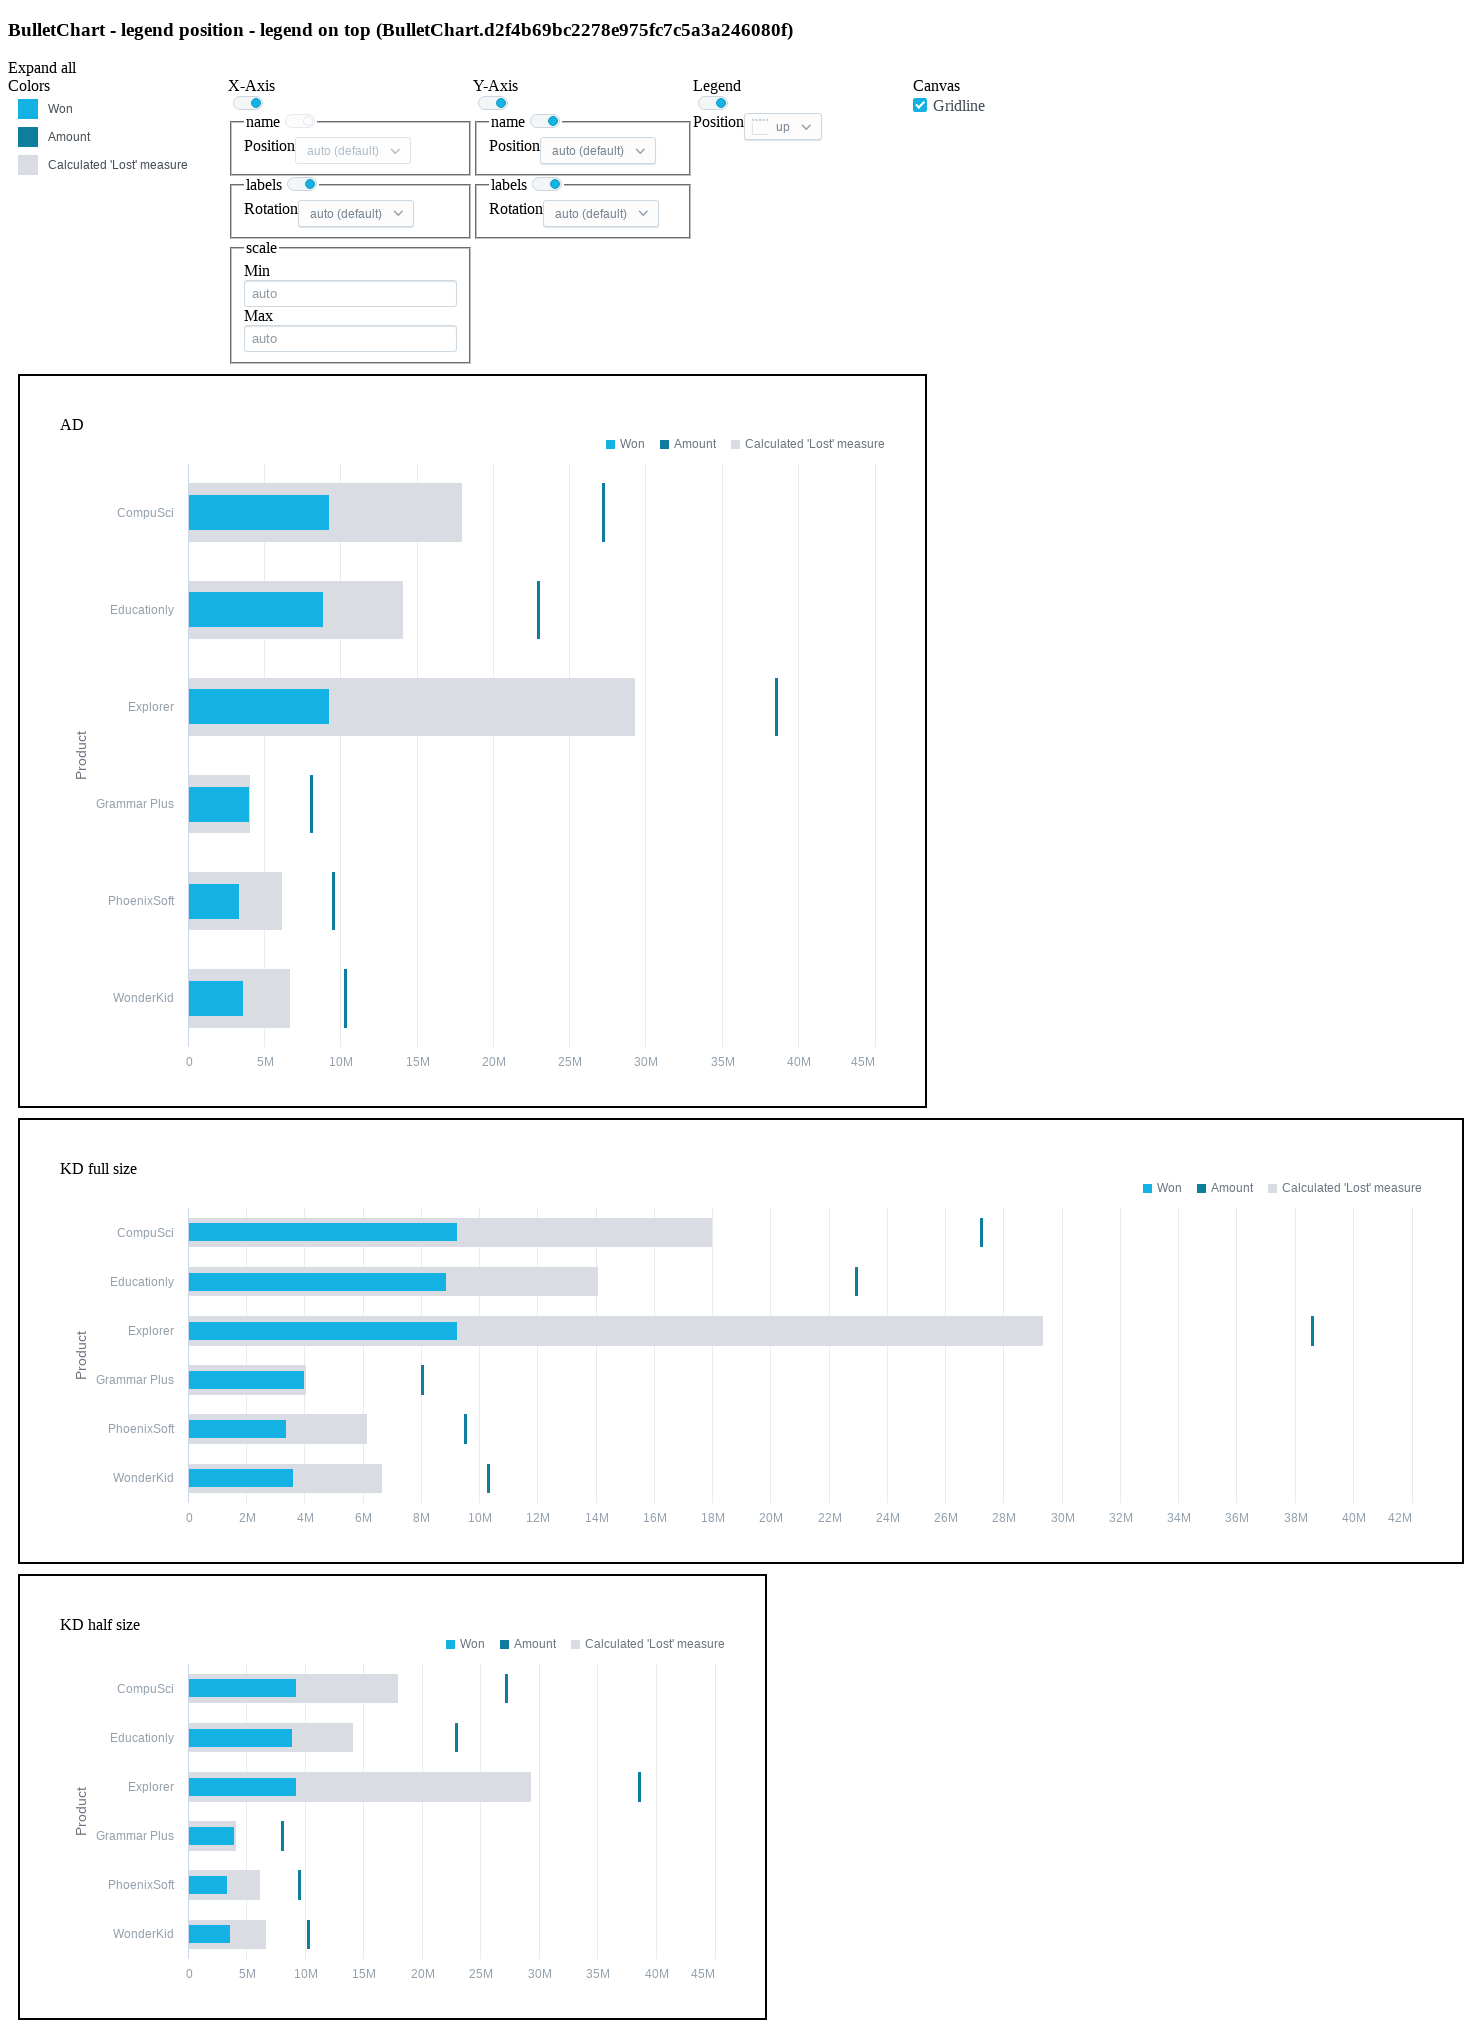 BulletChart - legend position - legend on top (BulletChart.d2f4b69bc2278e975fc7c5a3a246080f)
Expand all
Colors
Won
Amount
Calculated 'Lost' measure
X-Axis
name
Position auto (default)
labels
Rotation auto (default)
scale
Min
auto
Max
auto
Y-Axis
name
Position auto (default)
labels
Rotation auto (default)
Legend
Position up
Canvas
Gridline
AD
Won Amount Calculated 'Lost' measure
CompuSci
Educationly
Explorer
Grammar Plus
PhoenixSoft
WonderKid
Product
0 5M 10M 15M 20M 25M 30M 35M 40M 45M
KD full size
Won Amount Calculated 'Lost' measure
CompuSci
Educationly
Explorer
Grammar Plus
PhoenixSoft
WonderKid
Product
0 2M 4M 6M 8M 10M 12M 14M 16M 18M 20M 22M 24M 26M 28M 30M 32M 34M 36M 38M 40M 42M
KD half size
Won Amount Calculated 'Lost' measure
CompuSci
Educationly
Explorer
Grammar Plus
PhoenixSoft
WonderKid
Product
0 5M 10M 15M 20M 25M 30M 35M 40M 45M